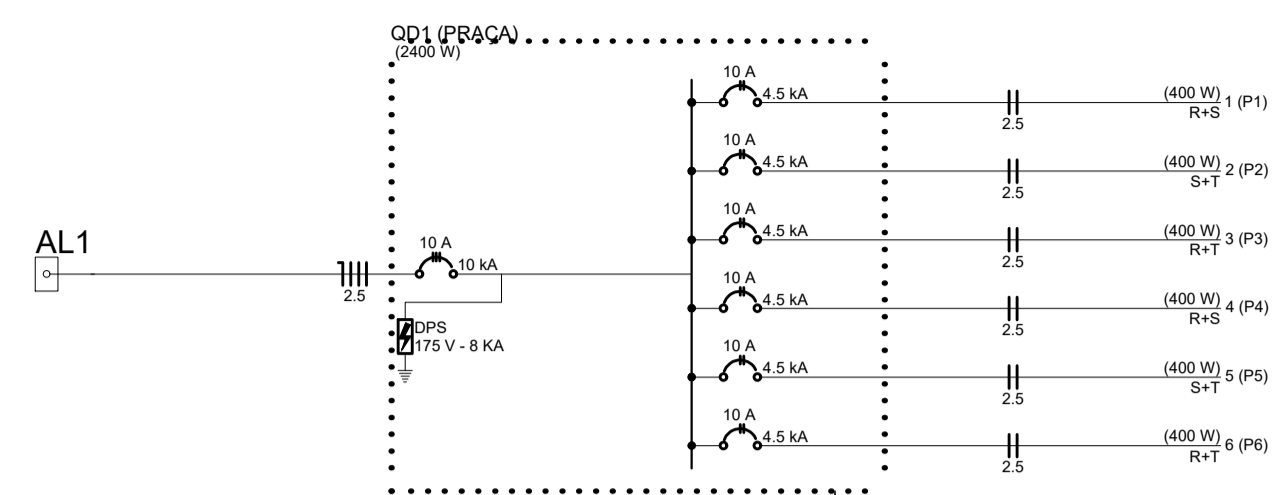 QD1 (PRAÇA)
(2400 W)
10 A
4.5 kA
2.5
(400 W)
R+S
1 (P1)
10 A
4.5 kA
2.5
(400 W)
S+T
2 (P2)
10 A
4.5 kA
2.5
(400 W)
R+T
3 (P3)
AL1
2.5
10 A
10 kA
DPS
175 V - 8 KA
10 A
4.5 kA
2.5
(400 W)
R+S
4 (P4)
10 A
4.5 kA
2.5
(400 W)
S+T
5 (P5)
10 A
4.5 kA
2.5
(400 W)
R+T
6 (P6)